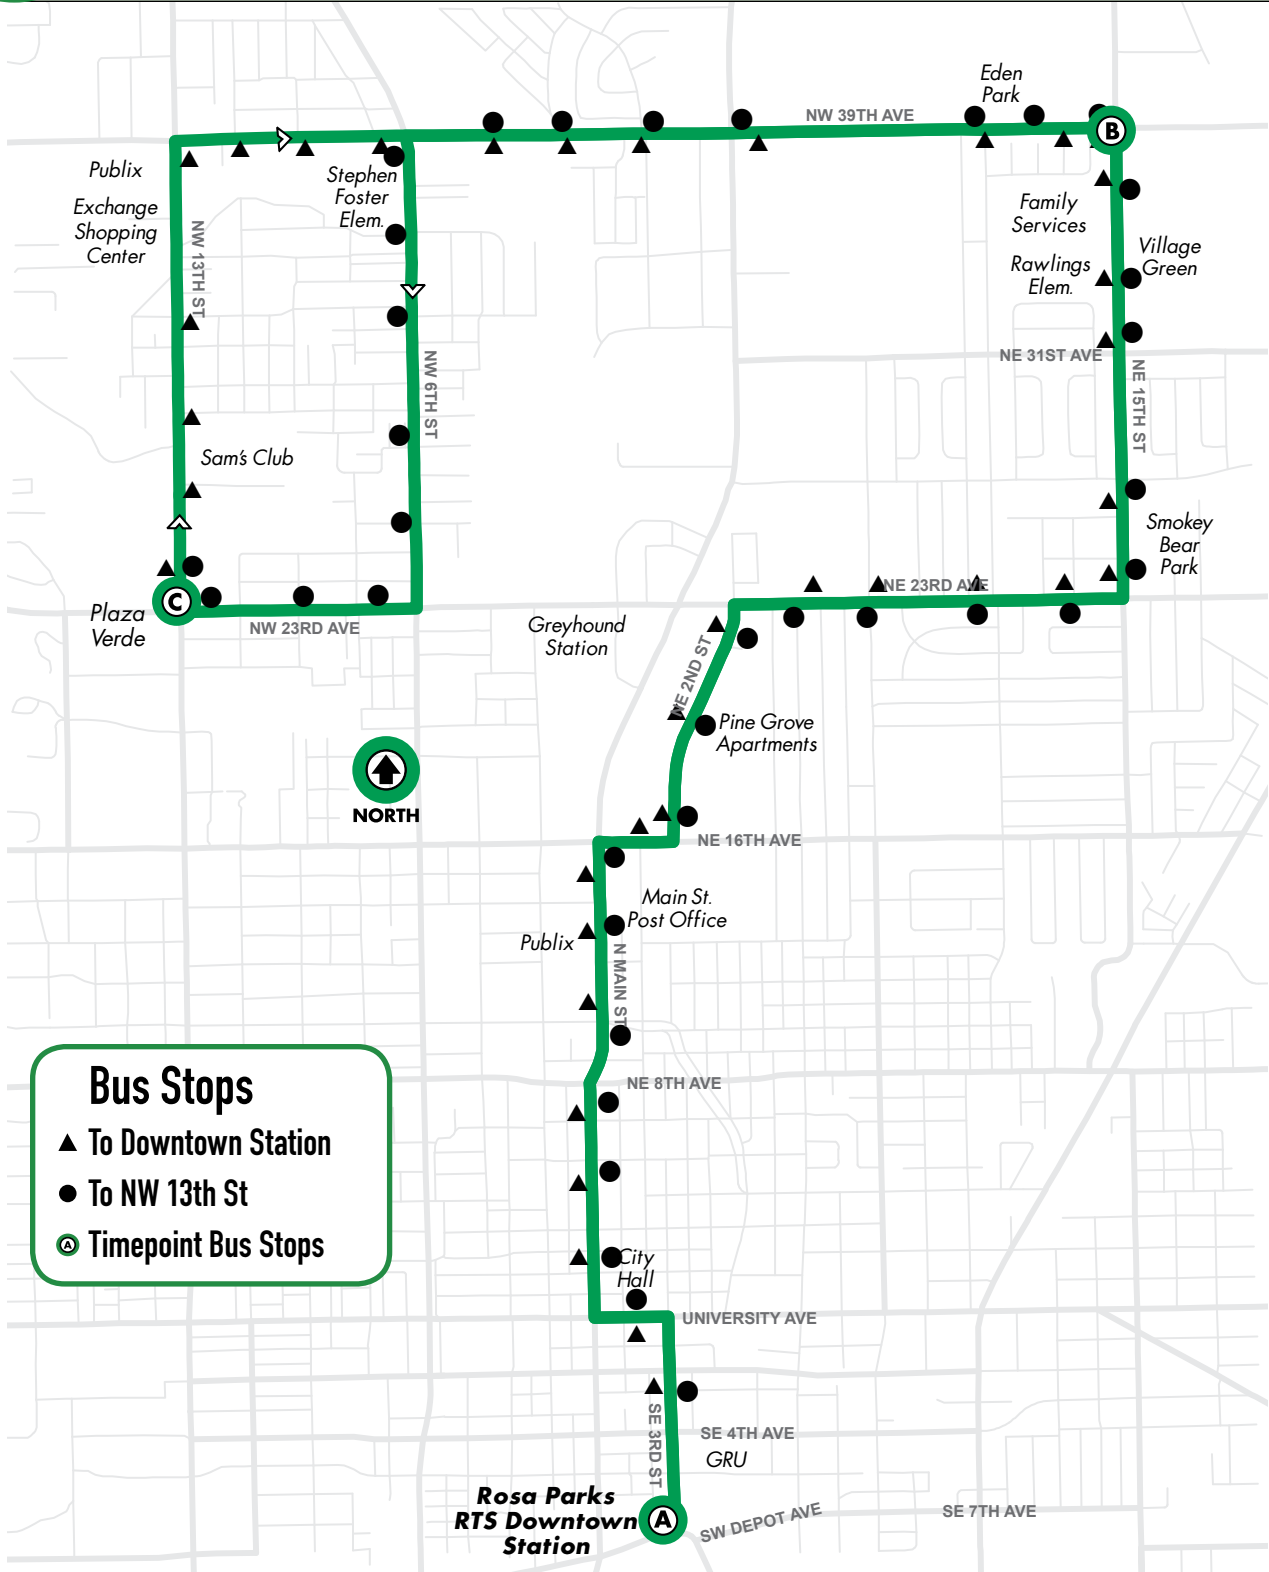 Eden
Park
NW 39TH AVE
B
Publix
Exchange
Shopping
Center
Stephen
Foster
Elem.
NW 13TH ST
Family
Services
Rawlings
Elem.
Village
Green
NE 31ST AVE
NW 6TH ST
NE 15TH ST
Sam's Club
Smokey
Bear
Park
NE 23RD AVE
C
Plaza
Verde
NW 23RD AVE
Greyhound
Station
NE 2ND ST
Pine Grove
Apartments
NORTH
NE 16TH AVE
Main St.
Post Office
Publix
N MAIN ST
NE 8TH AVE
Bus Stops
To Downtown Station
To NW 13th St
A Timepoint Bus Stops
City
Hall
UNIVERSITY AVE
SE 3RD ST
SE 4TH AVE
GRU
Rosa Parks
RTS Downtown
Station
A
SW DEPOT AVE
SE 7TH AVE